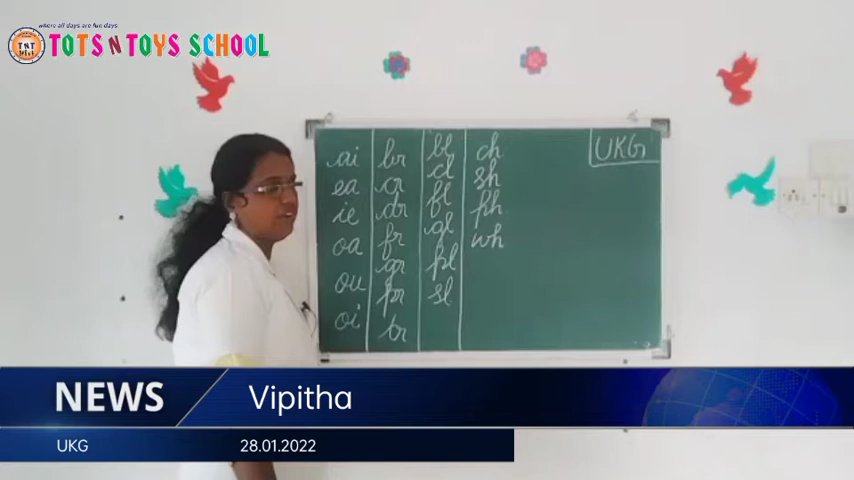 where all days are fun days
TNT
TOTS N TOYS SCHOOL
UKG
ai br bl ch
ea cr cl sh
ie dr fl ph
oa fr gl wh
ou gr pl
oi pr sl
tr
NEWS Vipitha
UKG 28.01.2022